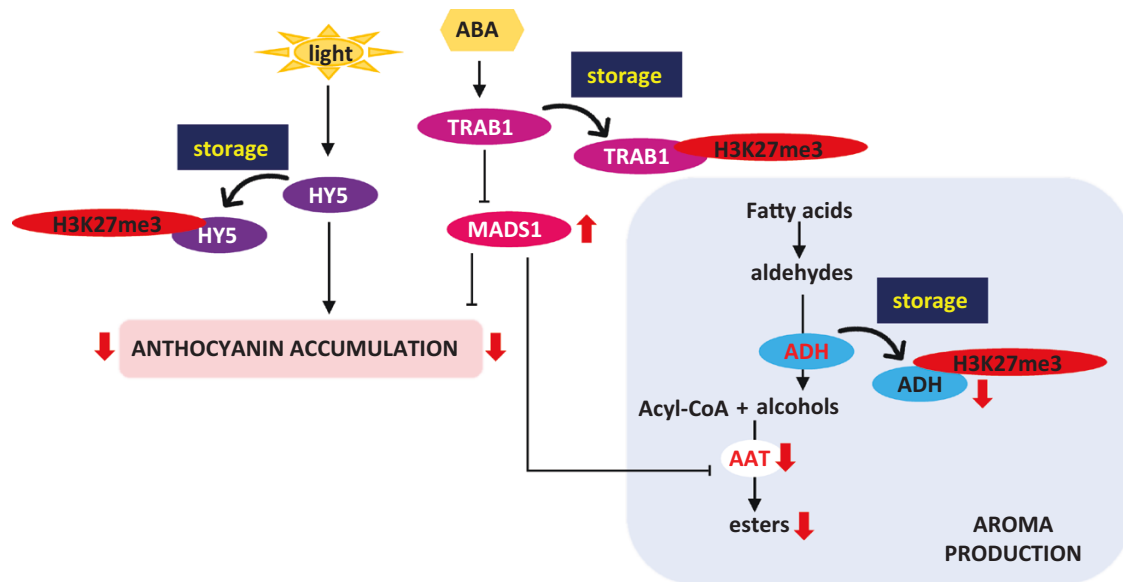 light
ABA
storage
TRAB1
storage
TRAB1
H3K27me3
HY5
H3K27me3
HY5
MADS1
ANTHOCYANIN ACCUMULATION
Fatty acids
aldehydes
storage
ADH
H3K27me3
ADH
Acyl-CoA + alcohols
AAT
esters
AROMA
PRODUCTION